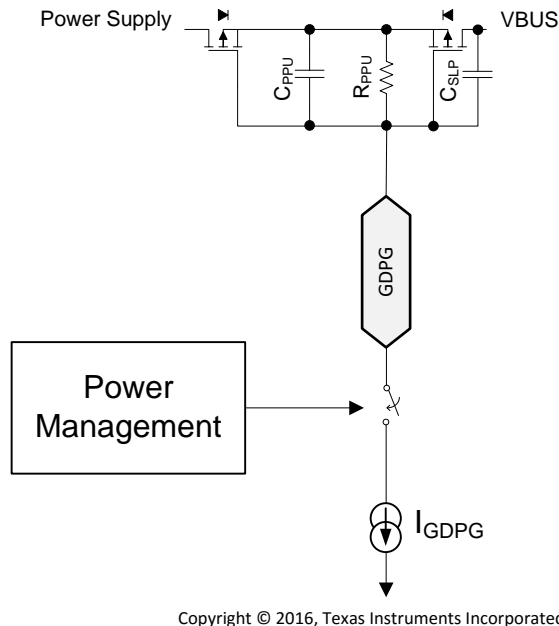 Power Supply
VBUS
CPPU
RPPU
CSLP
GDPG
Power
Management
IGDPG
Copyright © 2016, Texas Instruments Incorporated